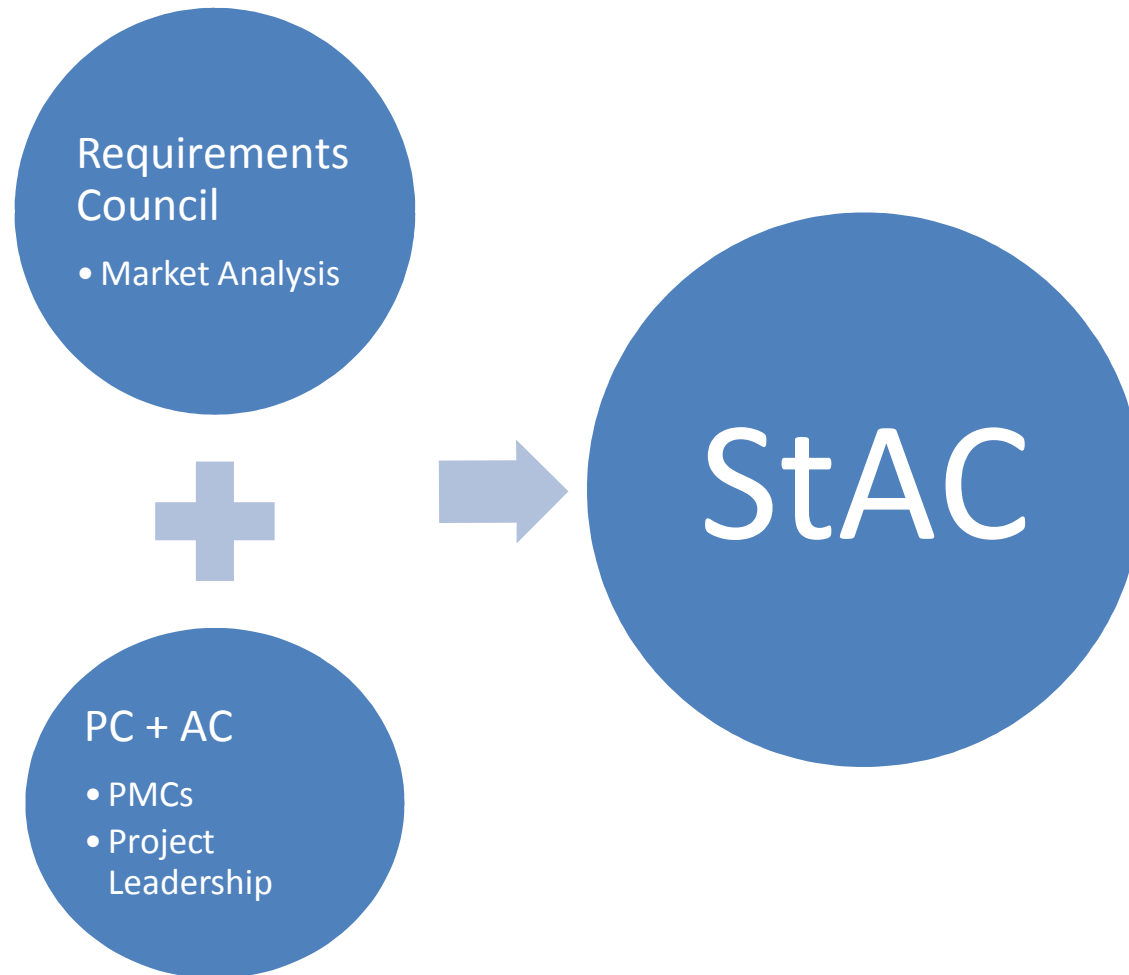 Requirements
Council
• Market Analysis
PC + AC
• PMCs
• Project
Leadership
StAC